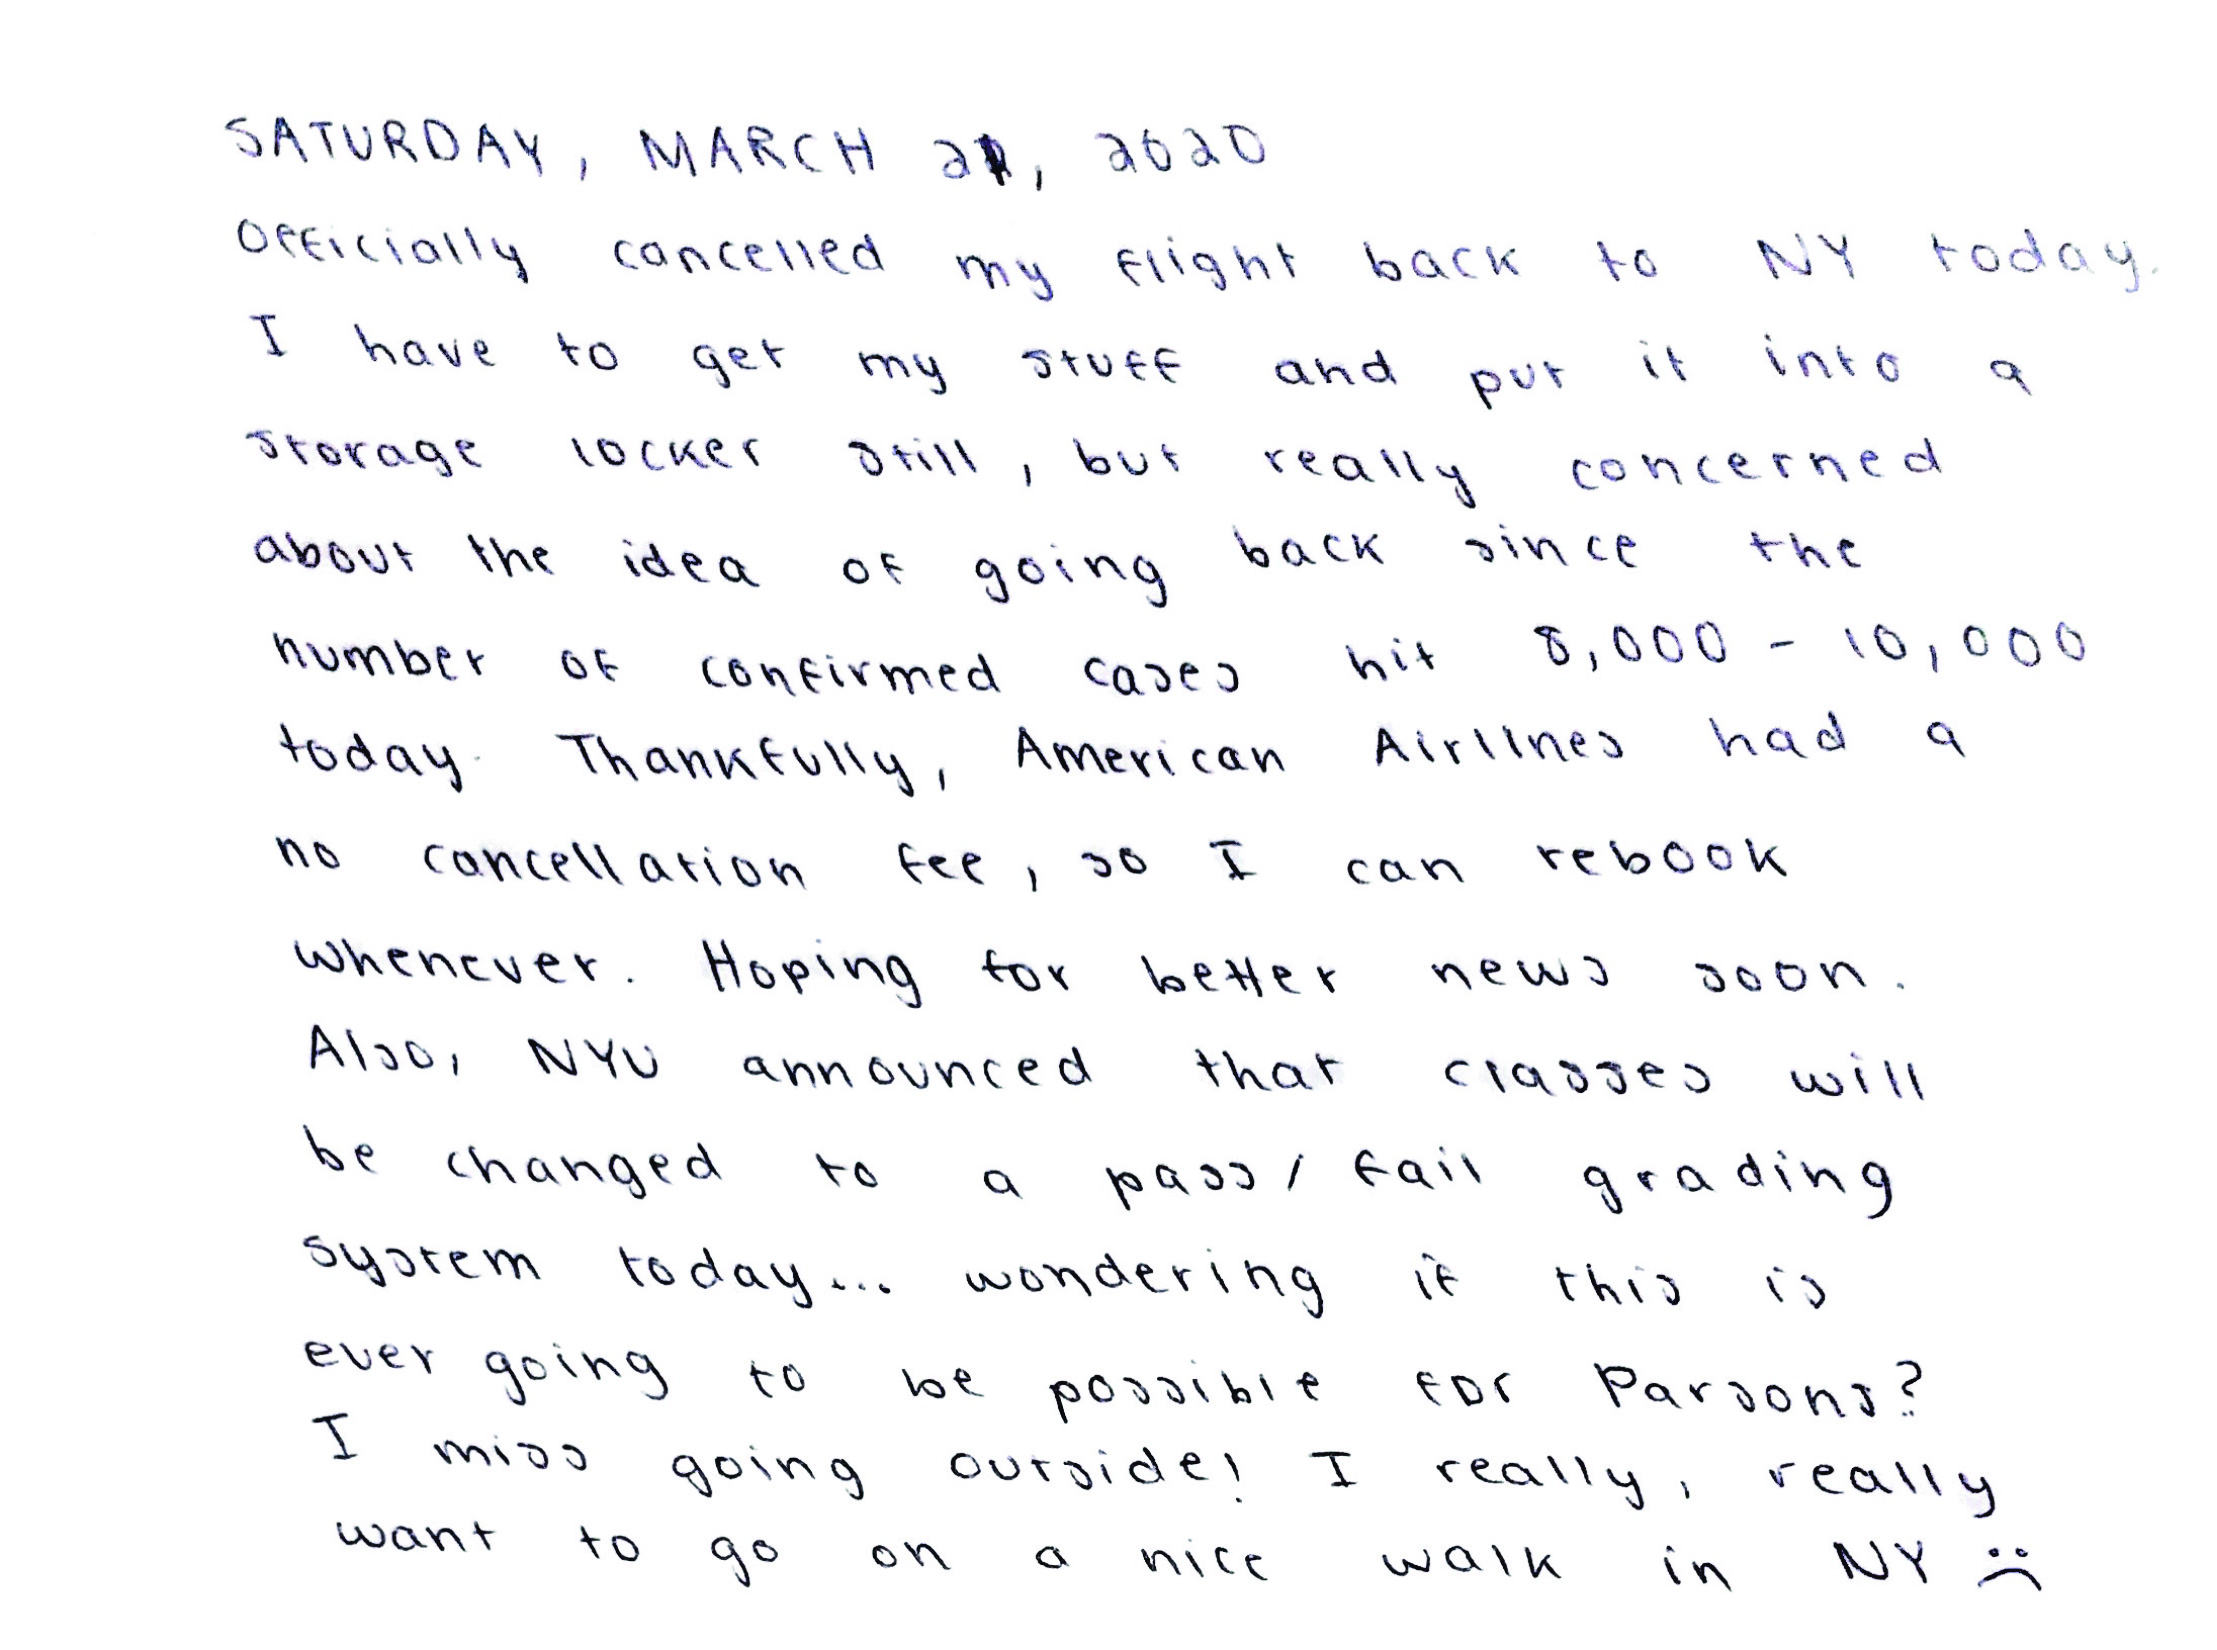 SATURDAY, MARCH 21, 2020
Officially cancelled my flight back to NY today.
I have to get my stuff and put it into a
storage locker still, but really concerned
about the idea of going back since the
number of confirmed cases hit 8,000 - 10,000
today. Thankfully, American Airlines had a
no cancellation fee, so I can rebook
whenever. Hoping for better news soon.
Also, NYU announced that classes will
be changed to a pass/fail grading
system today... wondering if this is
ever going to be possible for Parsons?
I miss going outside! I really, really
want to go on a nice walk in NY :(